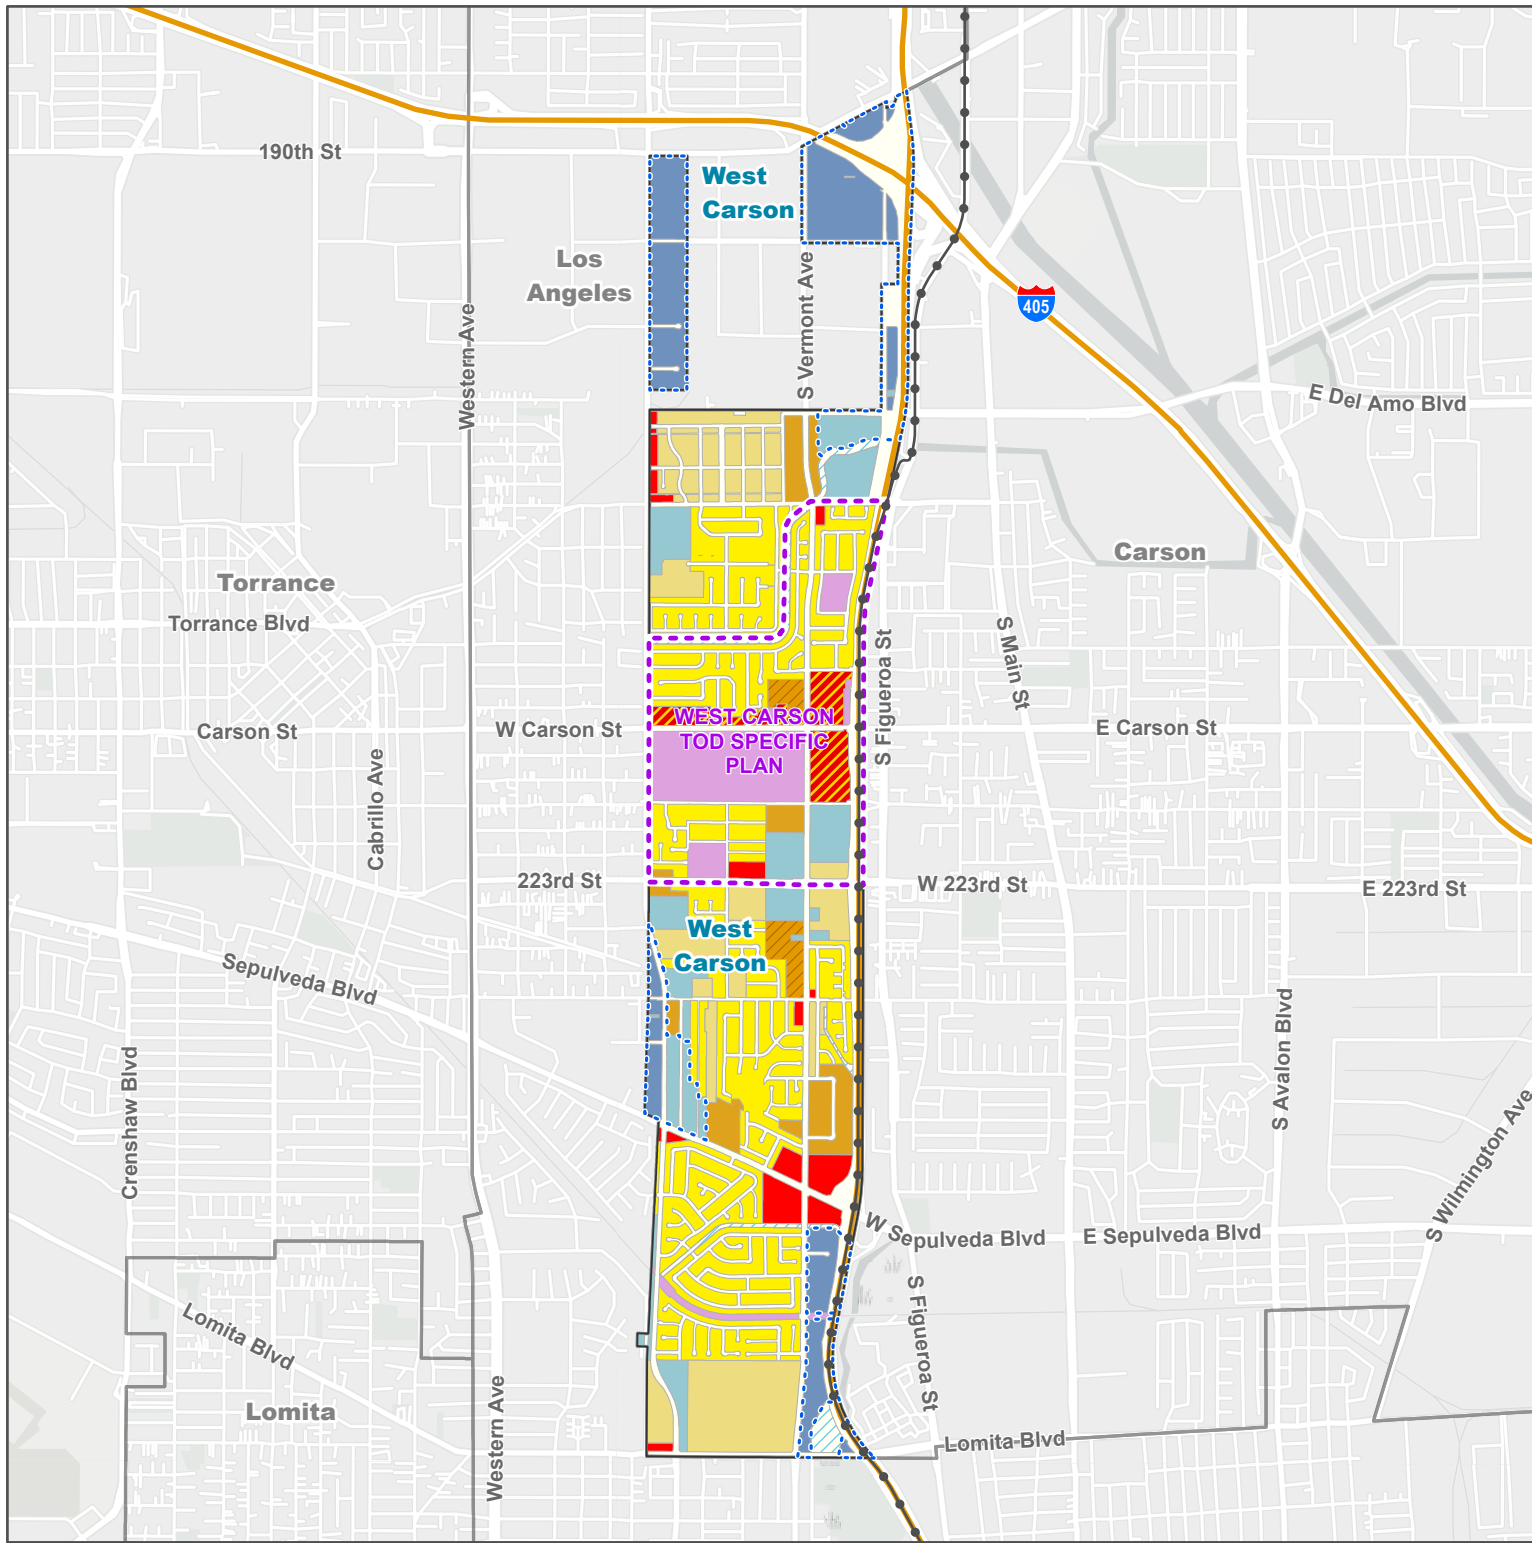 190th St
West
Carson
Los
Angeles
S Vermont Ave
405
Western Ave
E Del Amo Blvd
Carson
Torrance
Torrance Blvd
S Figueroa St
S Main St
Carson St
W Carson St
WEST CARSON
TOD SPECIFIC
PLAN
E Carson St
Cabrillo Ave
223rd St
W 223rd St
E 223rd St
West
Carson
Sepulveda Blvd
Crenshaw Blvd
S Avalon Blvd
S Wilmington Ave
W Sepulveda Blvd
E Sepulveda Blvd
Lomita Blvd
S Figueroa St
Lomita
Western Ave
Lomita Blvd